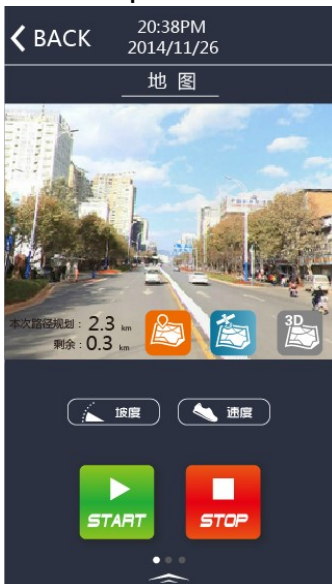 BACK
20:38PM
2014/11/26
地图
本次路径规划：2.3 km
剩余：0.3 km
3D
坡度
速度
START
STOP